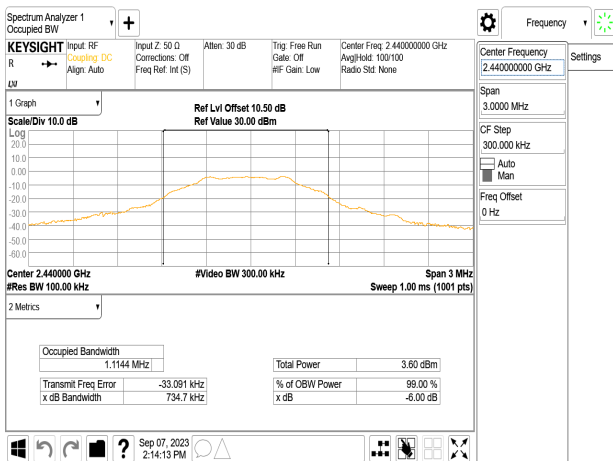 Spectrum Analyzer 1
Occupied BW
Frequency
KEYSIGHT
R
Input: RF
Coupling: DC
Align: Auto
Input Z: 50 Ω
Corrections: Off
Freq Ref: Int (S)
Atten: 30 dB
Trig: Free Run
Gate: Off
#IF Gain: Low
Center Freq: 2.440000000 GHz
Avg|Hold: 100/100
Radio Std: None
LXI
Center Frequency
2.440000000 GHz
Settings
Span
3.0000 MHz
CF Step
300.000 kHz
Auto
Man
Freq Offset
0 Hz
1 Graph
Scale/Div 10.0 dB
Ref Lvl Offset 10.50 dB
Ref Value 30.00 dBm
Log
20.0
10.0
0.00
-10.0
-20.0
-30.0
-40.0
-50.0
-60.0
Center 2.440000 GHz
#Res BW 100.00 kHz
#Video BW 300.00 kHz
Span 3 MHz
Sweep 1.00 ms (1001 pts)
2 Metrics
Occupied Bandwidth
1.1144 MHz
Total Power 3.60 dBm
Transmit Freq Error -33.091 kHz
% of OBW Power 99.00 %
x dB Bandwidth 734.7 kHz
x dB -6.00 dB
?
Sep 07, 2023
2:14:13 PM